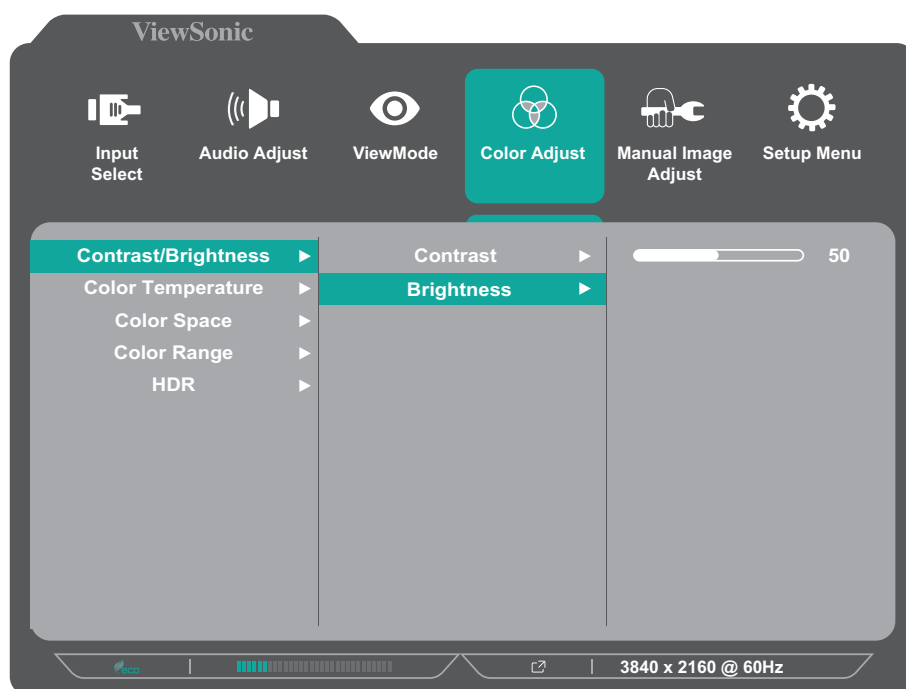 ViewSonic
Input Select
Audio Adjust
ViewMode
Color Adjust
Manual Image Adjust
Setup Menu
Contrast/Brightness
Contrast
50
Color Temperature
Brightness
Color Space
Color Range
HDR
eco
3840 x 2160 @ 60Hz